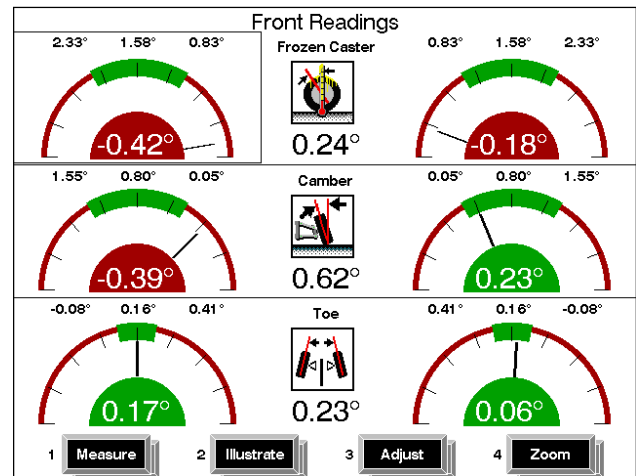 Front Readings
2.33° 1.58° 0.83° Frozen Caster 0.83° 1.58° 2.33°
-0.42° 0.24° -0.18°
1.55° 0.80° 0.05° Camber 0.05° 0.80° 1.55°
-0.39° 0.62° 0.23°
-0.08° 0.16° 0.41° Toe 0.41° 0.16° -0.08°
0.17° 0.23° 0.06°
1 Measure 2 Illustrate 3 Adjust 4 Zoom